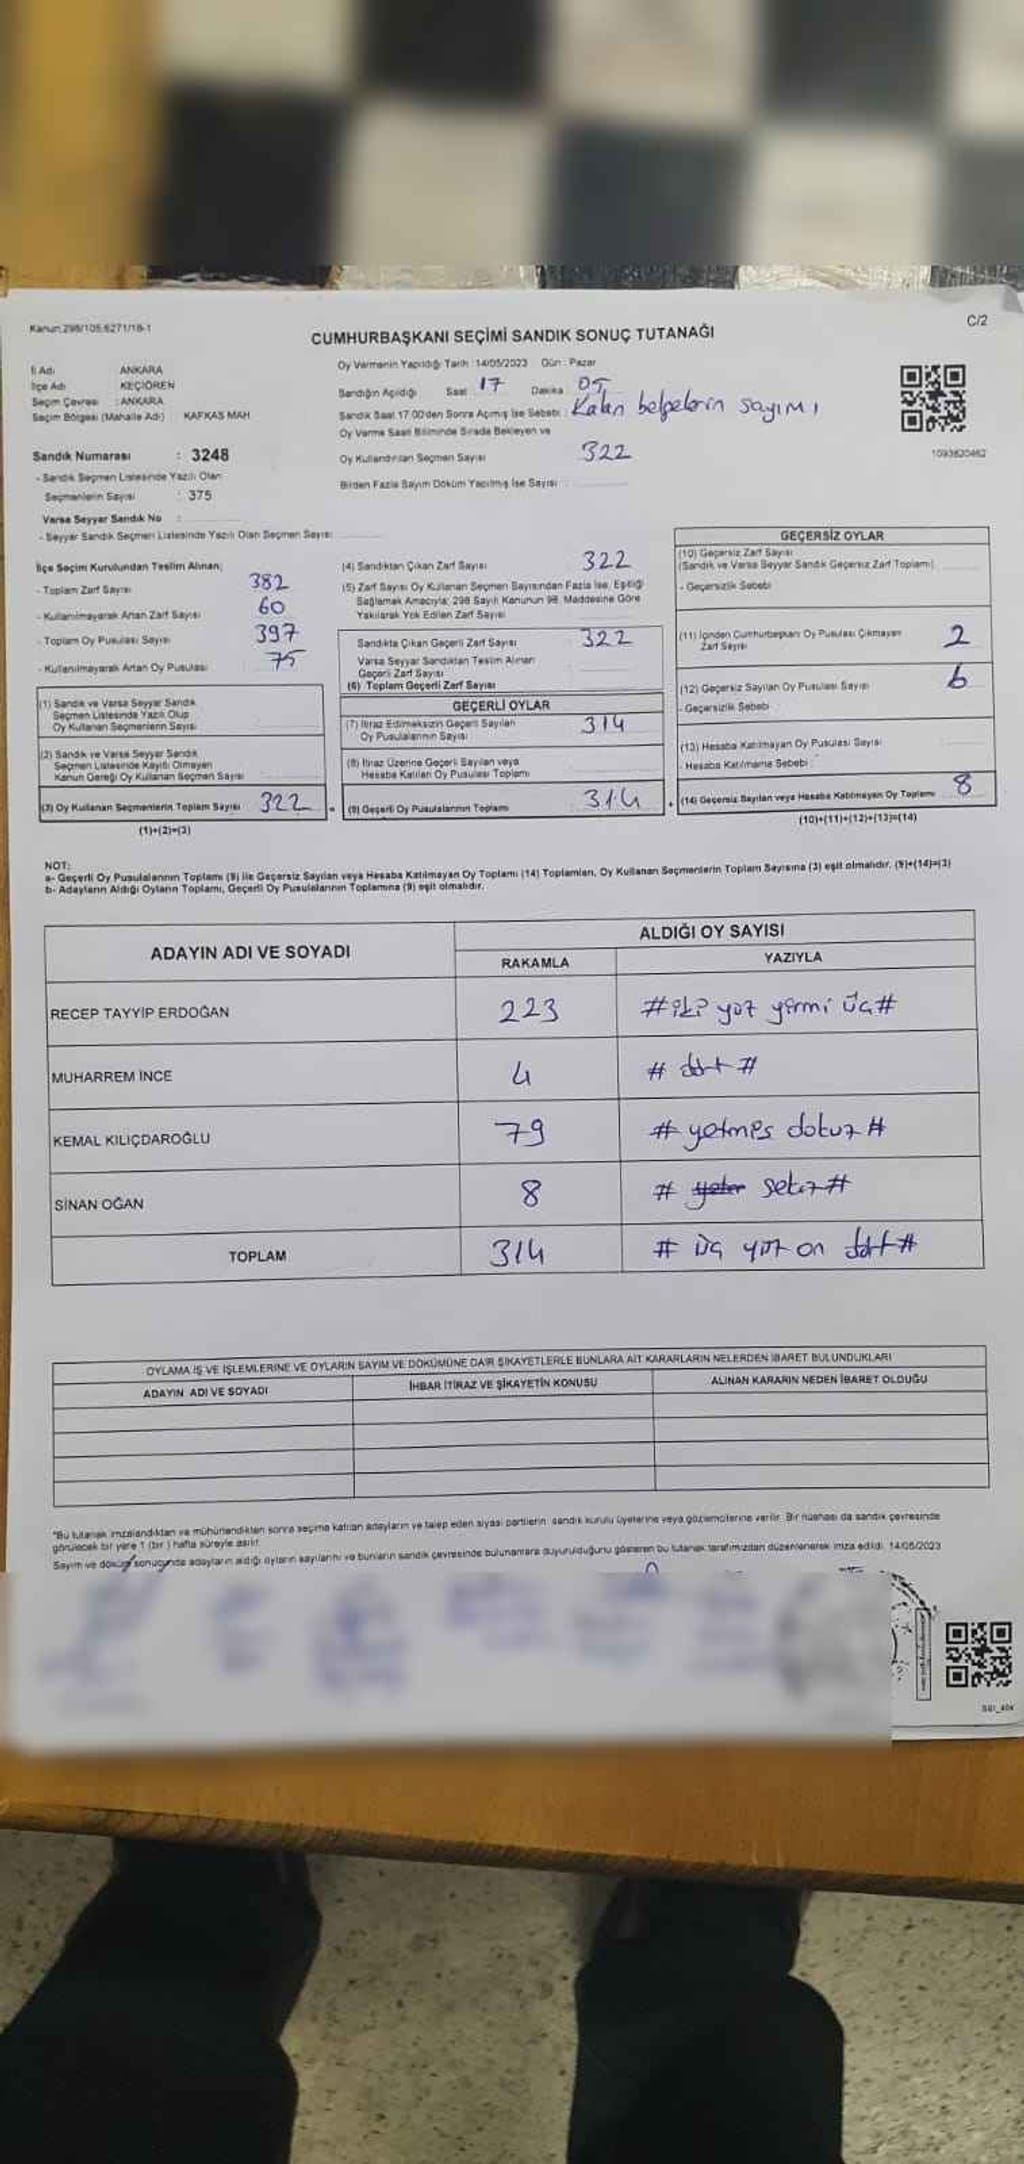 Kanun:298/105,6271/18-1
C/2
CUMHURBAŞKANI SEÇİMİ SANDIK SONUÇ TUTANAĞI
İl Adı ANKARA
İlçe Adı KEÇİÖREN
Seçim Çevresi : ANKARA
Seçim Bölgesi (Mahalle Adı) KAFKAS MAH
Sandık Numarası : 3248
- Sandık Seçmen Listesinde Yazılı Olan
Seçmenlerin Sayısı : 375
Varsa Seyyar Sandık No :
- Seyyar Sandık Seçmen Listesinde Yazılı Olan Seçmen Sayısı
Oy Vermenin Yapıldığı Tarih : 14/05/2023 Gün : Pazar
Sandığın Açıldığı Saat 17 Dakika 05
Sandık Saat 17.00'den Sonra Açmış İse Sebebi : Kalan belgelerin sayımı
Oy Verme Saati Bitiminde Sırada Bekleyen ve
Oy Kullandırılan Seçmen Sayısı 322
Birden Fazla Sayım Döküm Yapılmış İse Sayısı
1093620462
İlçe Seçim Kurulundan Teslim Alınan;
- Toplam Zarf Sayısı 382
- Kullanılmayarak Artan Zarf Sayısı 60
- Toplam Oy Pusulası Sayısı 397
- Kullanılmayarak Artan Oy Pusulası 75
(1) Sandık ve Varsa Seyyar Sandık
Seçmen Listesinde Yazılı Olup
Oy Kullanan Seçmenlerin Sayısı
(2) Sandık ve Varsa Seyyar Sandık
Seçmen Listesinde Kayıtlı Olmayan
Kanun Gereği Oy Kullanan Seçmen Sayısı
(3) Oy Kullanan Seçmenlerin Toplam Sayısı 322
(1)+(2)=(3)
(4) Sandıktan Çıkan Zarf Sayısı 322
(5) Zarf Sayısı Oy Kullanan Seçmen Sayısından Fazla İse, Eşitliği
Sağlamak Amacıyla; 298 Sayılı Kanunun 98. Maddesine Göre
Yakılarak Yok Edilen Zarf Sayısı
Sandıkta Çıkan Geçerli Zarf Sayısı 322
Varsa Seyyar Sandıktan Teslim Alınan
Geçerli Zarf Sayısı
(6) Toplam Geçerli Zarf Sayısı
GEÇERLİ OYLAR
(7) İtiraz Edilmeksizin Geçerli Sayılan
Oy Pusulalarının Sayısı 314
(8) İtiraz Üzerine Geçerli Sayılan veya
Hesaba Katılan Oy Pusulası Toplamı
(9) Geçerli Oy Pusulalarının Toplamı 314
GEÇERSİZ OYLAR
(10) Geçersiz Zarf Sayısı
(Sandık ve Varsa Seyyar Sandık Geçersiz Zarf Toplamı)
- Geçersizlik Sebebi
(11) İçinden Cumhurbaşkanı Oy Pusulası Çıkmayan
Zarf Sayısı 2
(12) Geçersiz Sayılan Oy Pusulası Sayısı 6
- Geçersizlik Sebebi
(13) Hesaba Katılmayan Oy Pusulası Sayısı
- Hesaba Katılmama Sebebi :
(14) Geçersiz Sayılan veya Hesaba Katılmayan Oy Toplamı 8
(10)+(11)+(12)+(13)=(14)
NOT:
a- Geçerli Oy Pusulalarının Toplamı (9) ile Geçersiz Sayılan veya Hesaba Katılmayan Oy Toplamı (14) Toplamları, Oy Kullanan Seçmenlerin Toplam Sayısına (3) eşit olmalıdır. (9)+(14)=(3)
b- Adayların Aldığı Oyların Toplamı, Geçerli Oy Pusulalarının Toplamına (9) eşit olmalıdır.
ADAYIN ADI VE SOYADI
ALDIĞI OY SAYISI
RAKAMLA YAZIYLA
RECEP TAYYİP ERDOĞAN 223 #iki yüz yirmi üç#
MUHARREM İNCE 4 # dört #
KEMAL KILIÇDAROĞLU 79 # yetmiş dokuz #
SİNAN OĞAN 8 # sekiz #
TOPLAM 314 # üç yüz on dört #
OYLAMA İŞ VE İŞLEMLERİNE VE OYLARIN SAYIM VE DÖKÜMÜNE DAİR ŞİKAYETLERLE BUNLARA AİT KARARLARIN NELERDEN İBARET BULUNDUKLARI
ADAYIN ADI VE SOYADI İHBAR İTİRAZ VE ŞİKAYETİN KONUSU ALINAN KARARIN NEDEN İBARET OLDUĞU
*Bu tutanak imzalandıktan ve mühürlendikten sonra seçime katılan adayların ve talep eden siyasi partilerin sandık kurulu üyelerine veya gözlemcilerine verilir. Bir nüshası da sandık çevresinde
görülecek bir yere 1 (bir ) hafta süreyle asılır.
Sayım ve döküm sonucunda adayların aldığı oyların sayılarını ve bunların sandık çevresinde bulunanlara duyurulduğunu gösteren bu tutanak tarafımızdan düzenlenerek imza edildi. 14/05/2023